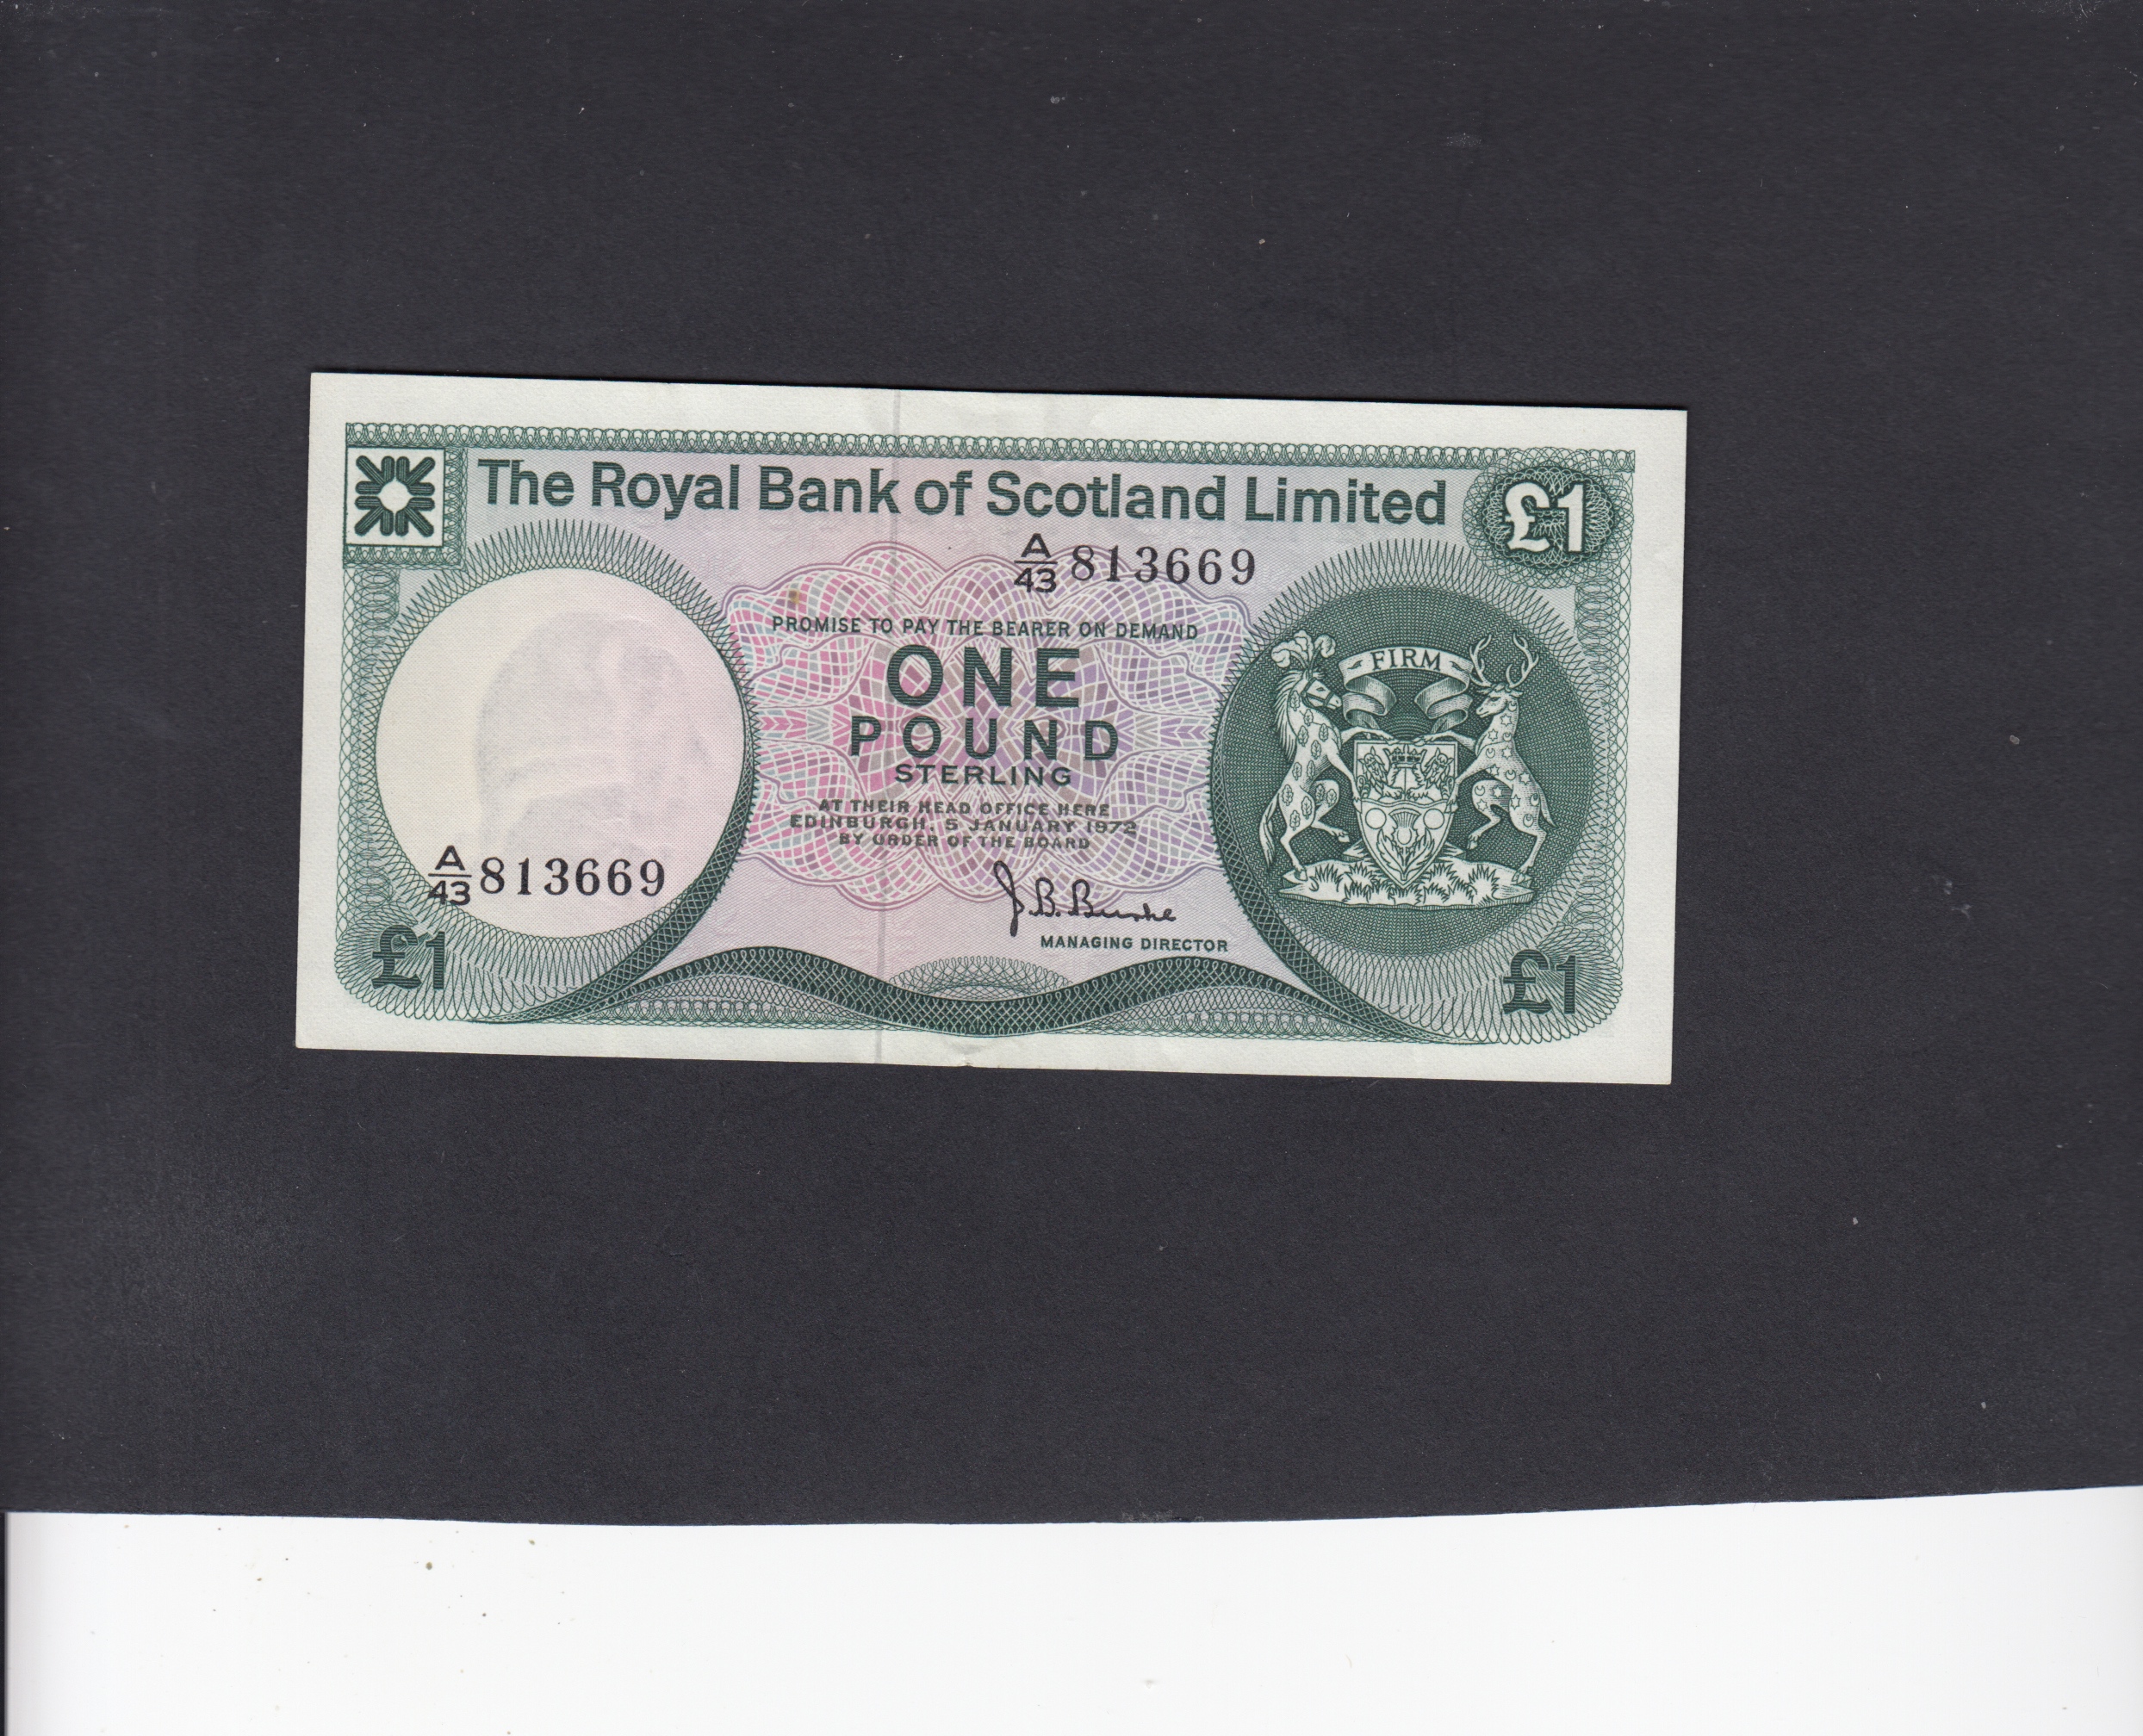 The Royal Bank of Scotland Limited
£1
A/43 813669
PROMISE TO PAY THE BEARER ON DEMAND
ONE
POUND
STERLING
AT THEIR HEAD OFFICE HERE
EDINBURGH, 5 JANUARY 1972
BY ORDER OF THE BOARD
J.B. Burke
MANAGING DIRECTOR
FIRM
A/43 813669
£1
£1